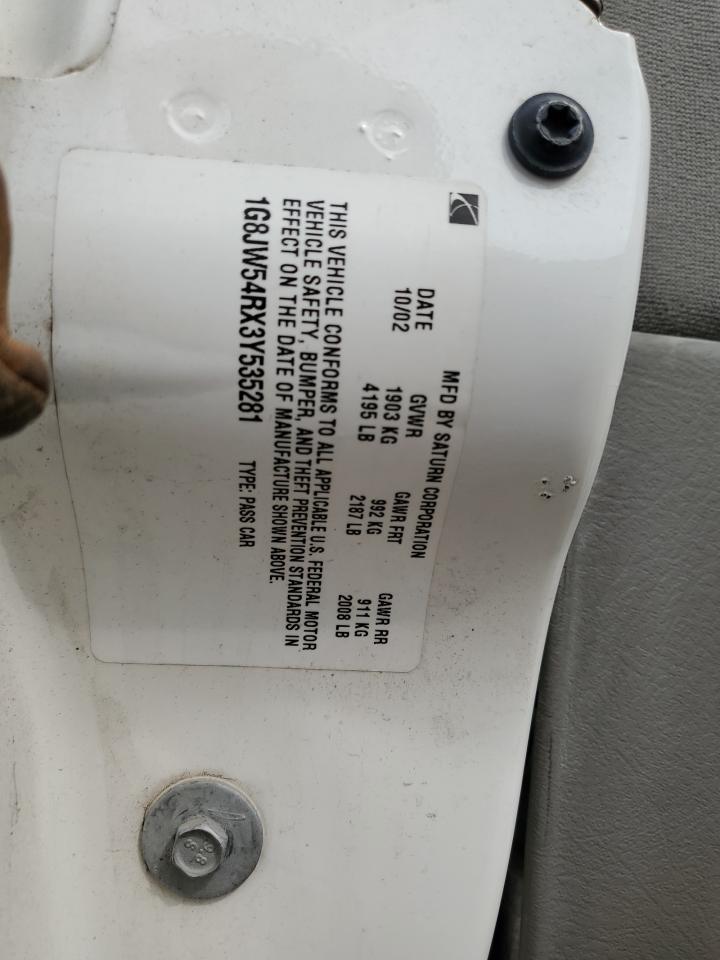 MFD BY SATURN CORPORATION
DATE GVWR GAWR FRT GAWR RR
10/02 1903 KG 992 KG 911 KG
4195 LB 2187 LB 2008 LB
THIS VEHICLE CONFORMS TO ALL APPLICABLE U.S. FEDERAL MOTOR
VEHICLE SAFETY, BUMPER, AND THEFT PREVENTION STANDARDS IN
EFFECT ON THE DATE OF MANUFACTURE SHOWN ABOVE.
1G8JW54RX3Y535281 TYPE: PASS CAR
9.8